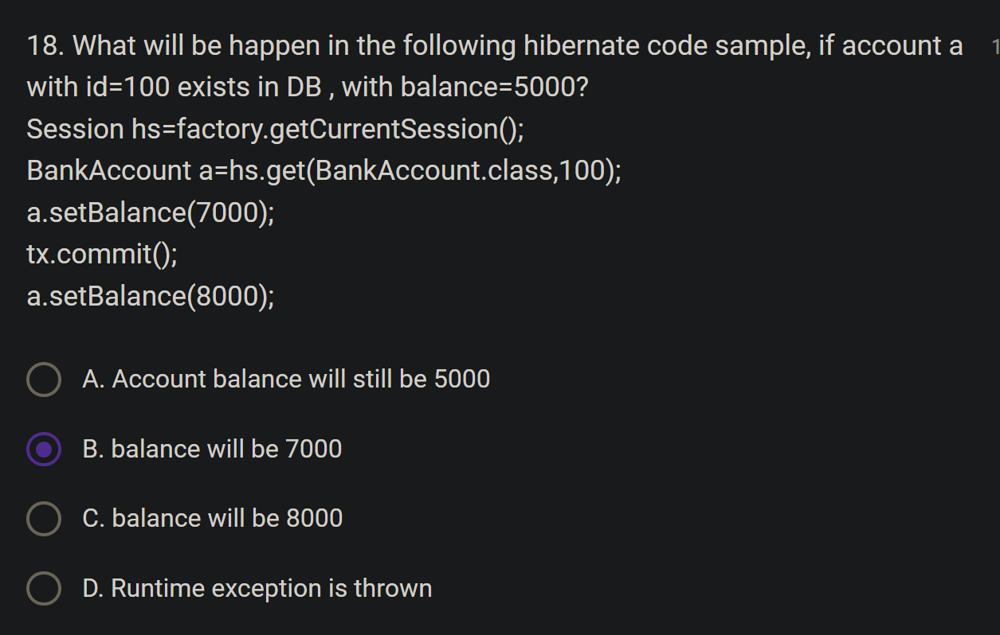 18. What will be happen in the following hibernate code sample, if account a 1
with id=100 exists in DB , with balance=5000?
Session hs=factory.getCurrentSession();
BankAccount a=hs.get(BankAccount.class,100);
a.setBalance(7000);
tx.commit();
a.setBalance(8000);
A. Account balance will still be 5000
B. balance will be 7000
C. balance will be 8000
D. Runtime exception is thrown